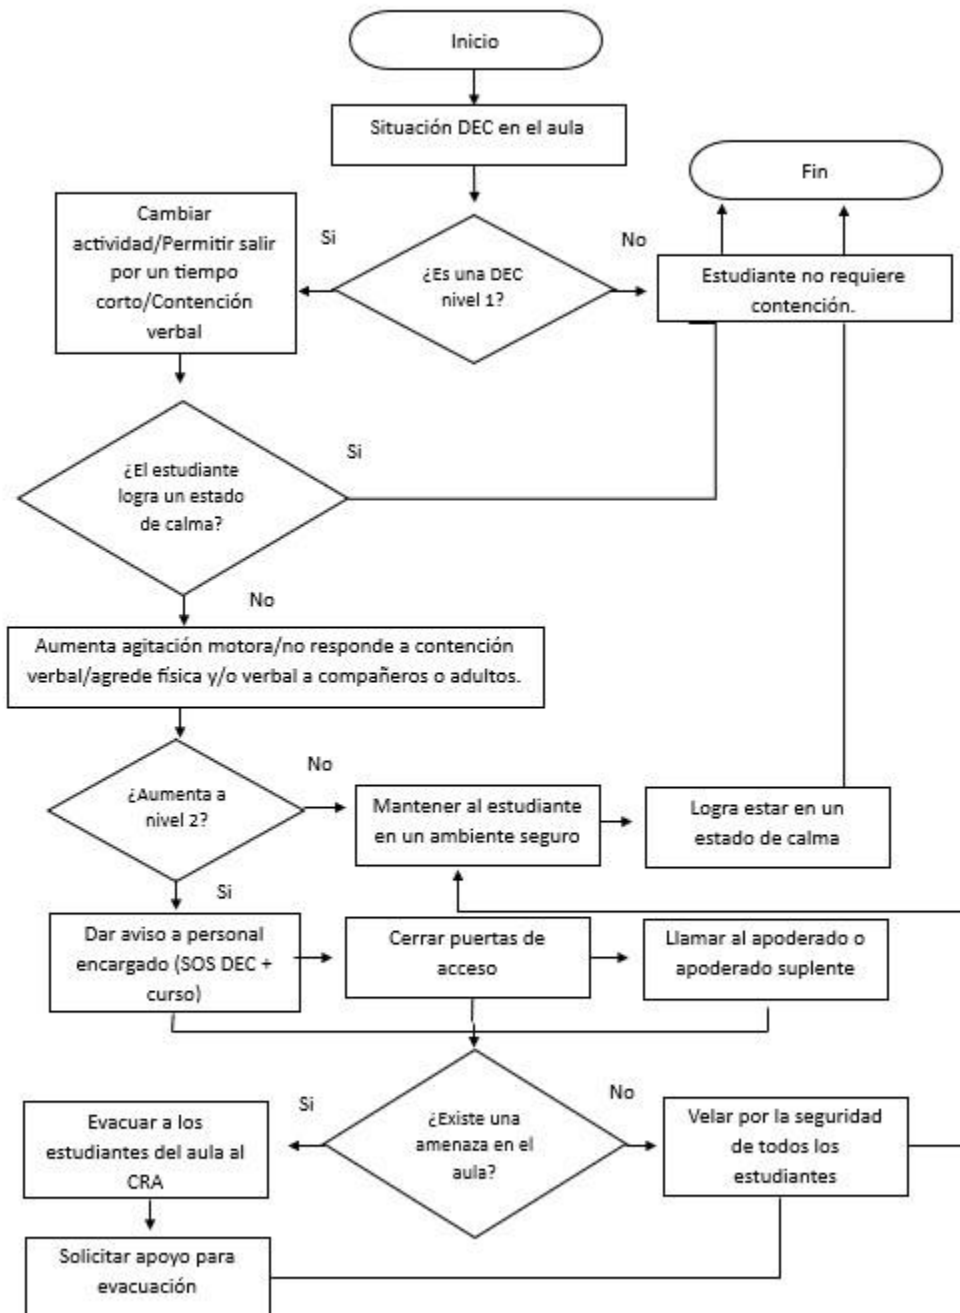 Inicio
Situación DEC en el aula
Fin
Cambiar
actividad/Permitir salir
por un tiempo
corto/Contención
verbal
Si
¿Es una DEC
nivel 1?
No
Estudiante no requiere
contención.
¿El estudiante
logra un estado
de calma?
Si
No
Aumenta agitación motora/no responde a contención
verbal/agrede física y/o verbal a compañeros o adultos.
¿Aumenta a
nivel 2?
No
Mantener al estudiante
en un ambiente seguro
Logra estar en un
estado de calma
Si
Dar aviso a personal
encargado (SOS DEC +
curso)
Cerrar puertas de
acceso
Llamar al apoderado o
apoderado suplente
¿Existe una
amenaza en el
aula?
Si
No
Evacuar a los
estudiantes del aula al
CRA
Velar por la seguridad
de todos los
estudiantes
Solicitar apoyo para
evacuación